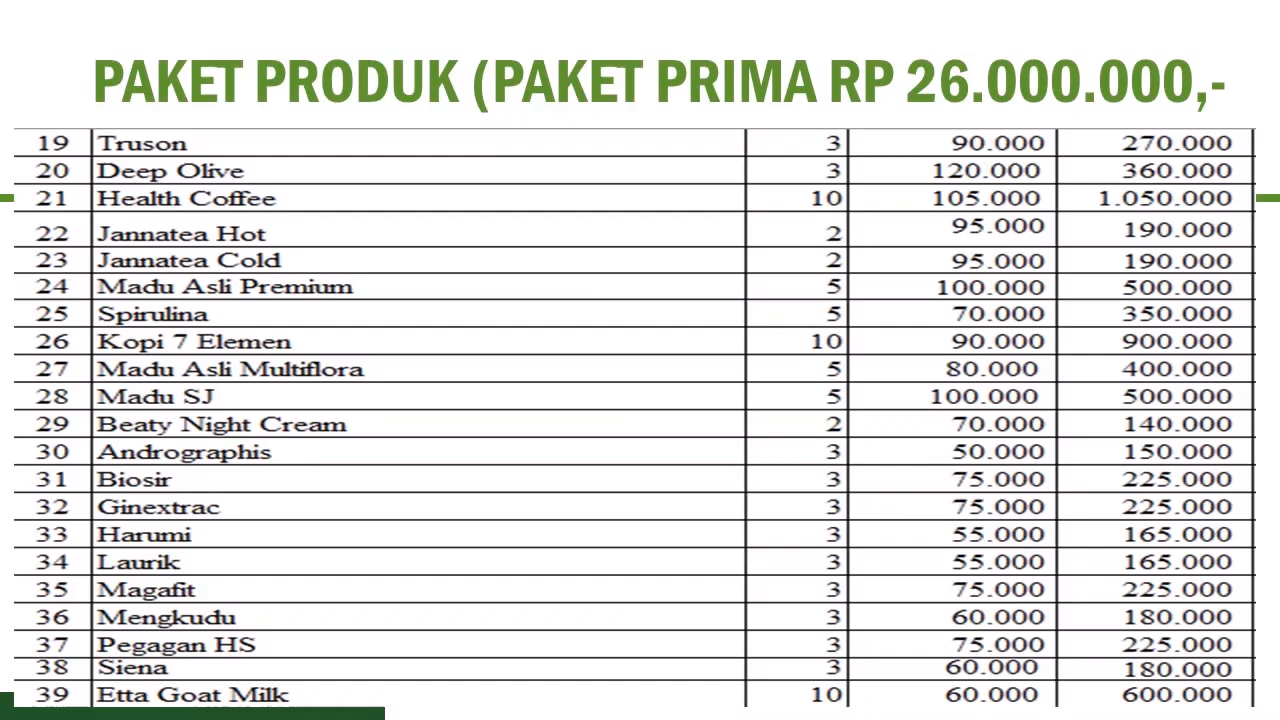 PAKET PRODUK (PAKET PRIMA RP 26.000.000,-
19 Truson 3 90.000 270.000
20 Deep Olive 3 120.000 360.000
21 Health Coffee 10 105.000 1.050.000
22 Jannatea Hot 2 95.000 190.000
23 Jannatea Cold 2 95.000 190.000
24 Madu Asli Premium 5 100.000 500.000
25 Spirulina 5 70.000 350.000
26 Kopi 7 Elemen 10 90.000 900.000
27 Madu Asli Multiflora 5 80.000 400.000
28 Madu SJ 5 100.000 500.000
29 Beaty Night Cream 2 70.000 140.000
30 Andrographis 3 50.000 150.000
31 Biosir 3 75.000 225.000
32 Ginextrac 3 75.000 225.000
33 Harumi 3 55.000 165.000
34 Laurik 3 55.000 165.000
35 Magafit 3 75.000 225.000
36 Mengkudu 3 60.000 180.000
37 Pegagan HS 3 75.000 225.000
38 Siena 3 60.000 180.000
39 Etta Goat Milk 10 60.000 600.000